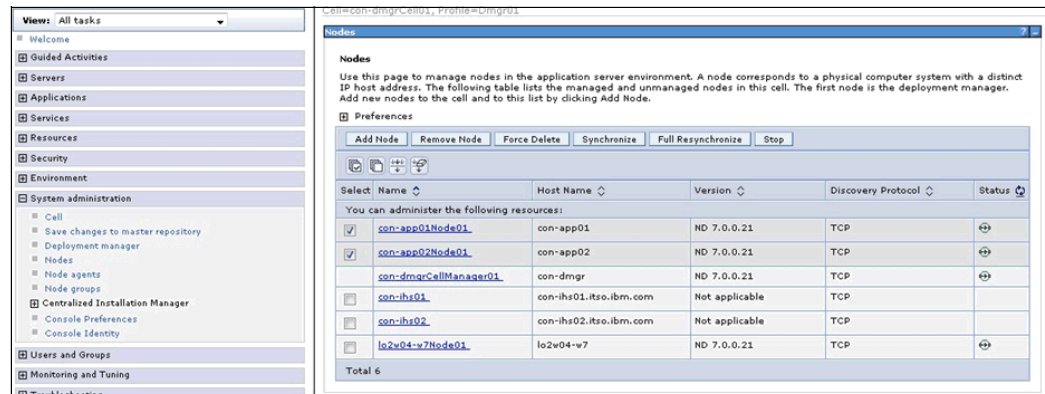 View: All tasks
Welcome
Guided Activities
Servers
Applications
Services
Resources
Security
Environment
System administration
Cell
Save changes to master repository
Deployment manager
Nodes
Node agents
Node groups
Centralized Installation Manager
Console Preferences
Console Identity
Users and Groups
Monitoring and Tuning
Troubleshooting
Cell=con-dmgrCell01, Profile=Dmgr01
Nodes ? –
Nodes
Use this page to manage nodes in the application server environment. A node corresponds to a physical computer system with a distinct
IP host address. The following table lists the managed and unmanaged nodes in this cell. The first node is the deployment manager.
Add new nodes to the cell and to this list by clicking Add Node.
Preferences
Add Node Remove Node Force Delete Synchronize Full Resynchronize Stop
Select Name Host Name Version Discovery Protocol Status
You can administer the following resources:
con-app01Node01 con-app01 ND 7.0.0.21 TCP
con-app02Node01 con-app02 ND 7.0.0.21 TCP
con-dmgrCellManager01 con-dmgr ND 7.0.0.21 TCP
con-ihs01 con-ihs01.itso.ibm.com Not applicable TCP
con-ihs02 con-ihs02.itso.ibm.com Not applicable TCP
lo2w04-w7Node01 lo2w04-w7 ND 7.0.0.21 TCP
Total 6